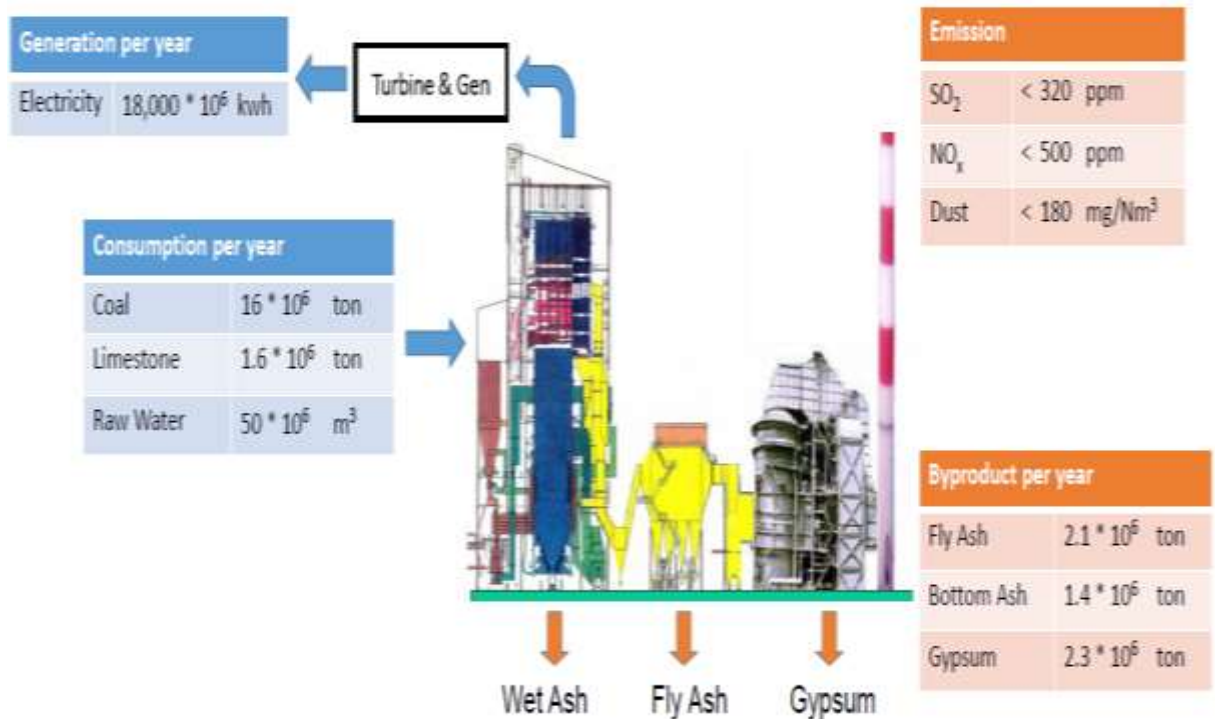 Generation per year
Electricity 18,000 * 10⁶ kwh
Turbine & Gen
Emission
SO₂ < 320 ppm
NOₓ < 500 ppm
Dust < 180 mg/Nm³
Consumption per year
Coal 16 * 10⁶ ton
Limestone 1.6 * 10⁶ ton
Raw Water 50 * 10⁶ m³
Byproduct per year
Fly Ash 2.1 * 10⁶ ton
Bottom Ash 1.4 * 10⁶ ton
Gypsum 2.3 * 10⁶ ton
Wet Ash Fly Ash Gypsum